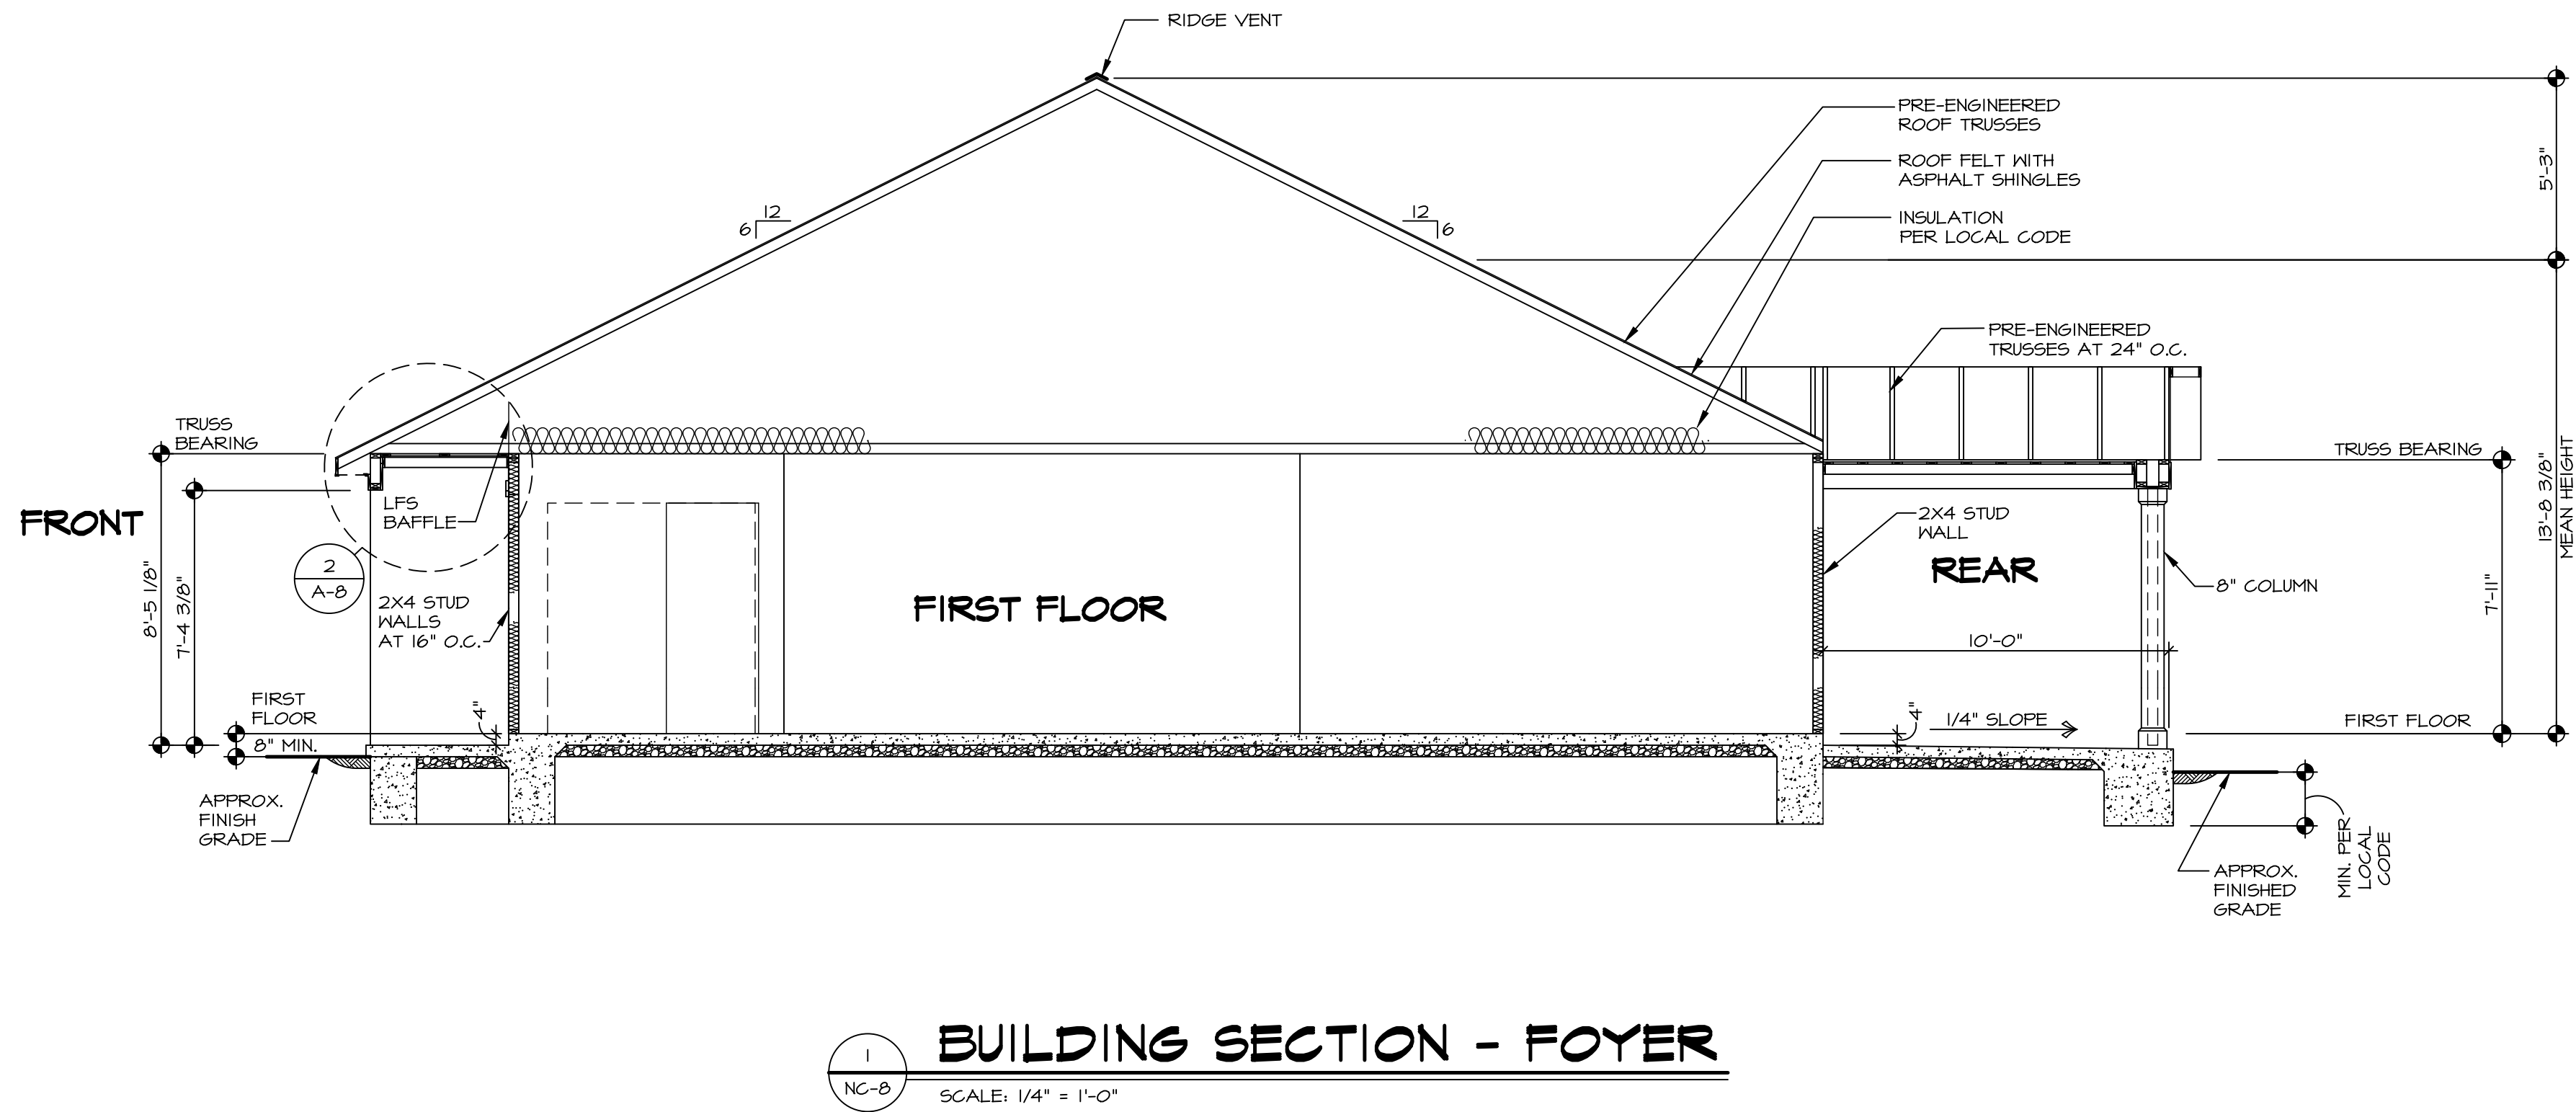 RIDGE VENT
PRE-ENGINEERED
ROOF TRUSSES
ROOF FELT WITH
ASPHALT SHINGLES
INSULATION
PER LOCAL CODE
5'-3"
12
6
12
6
PRE-ENGINEERED
TRUSSES AT 24" O.C.
TRUSS
BEARING
TRUSS BEARING
13'-8 3/8"
MEAN HEIGHT
FRONT
LFS
BAFFLE
2
A-8
8'-5 1/8"
7'-4 3/8"
2X4 STUD
WALLS
AT 16" O.C.
FIRST FLOOR
2X4 STUD
WALL
REAR
8" COLUMN
7'-11"
10'-0"
FIRST
FLOOR
8" MIN.
4"
4"
1/4" SLOPE
FIRST FLOOR
APPROX.
FINISH
GRADE
APPROX.
FINISHED
GRADE
MIN. PER
LOCAL
CODE
1
NC-8
BUILDING SECTION - FOYER
SCALE: 1/4" = 1'-0"